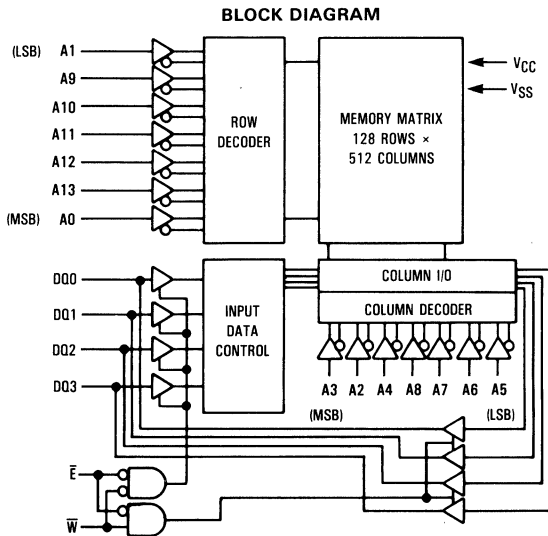 BLOCK DIAGRAM
(LSB) A1
A9
A10
A11
A12
A13
(MSB) A0
ROW
DECODER
MEMORY MATRIX
128 ROWS ×
512 COLUMNS
VCC
VSS
DQ0
DQ1
DQ2
DQ3
INPUT
DATA
CONTROL
COLUMN I/O
COLUMN DECODER
A3 A2 A4 A8 A7 A6 A5
(MSB) (LSB)
E̅
W̅